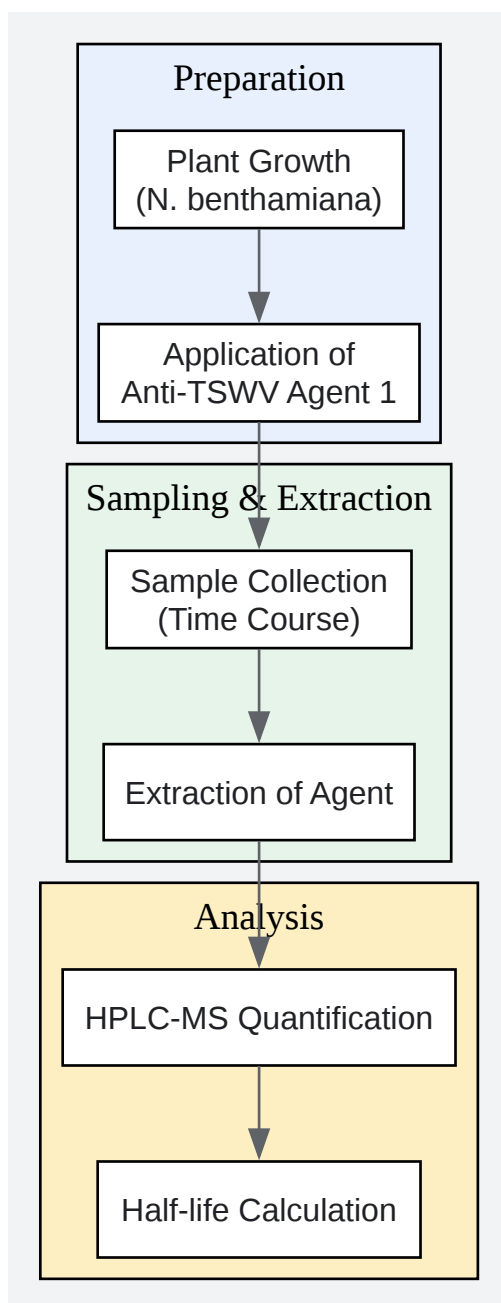 Preparation
Plant Growth
(N. benthamiana)
Application of
Anti-TSWV Agent 1
Sampling & Extraction
Sample Collection
(Time Course)
Extraction of Agent
Analysis
HPLC-MS Quantification
Half-life Calculation